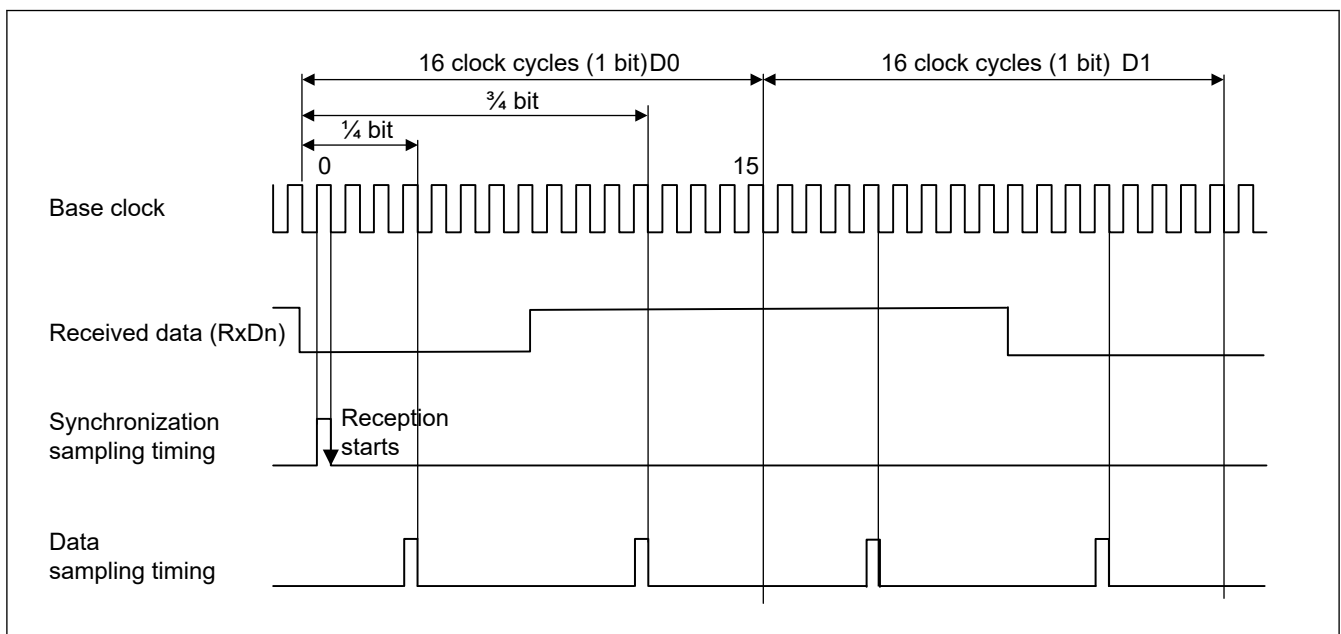 16 clock cycles (1 bit)D0
16 clock cycles (1 bit) D1
¾ bit
¼ bit
0
15
Base clock
Received data (RxDn)
Synchronization
sampling timing
Reception
starts
Data
sampling timing